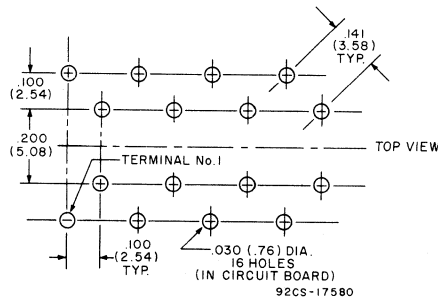 .141
(3.58)
TYP.
.100
(2.54)
.200
(5.08)
TOP VIEW
TERMINAL No.1
.100
(2.54)
TYP.
.030 (.76) DIA.
16 HOLES
(IN CIRCUIT BOARD)
92CS-17580